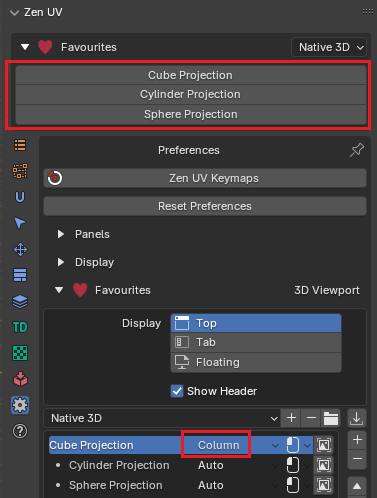 Zen UV
Favourites Native 3D
Cube Projection
Cylinder Projection
Sphere Projection
Preferences
Zen UV Keymaps
Reset Preferences
Panels
Display
Favourites 3D Viewport
Display Top
Tab
Floating
Show Header
Native 3D
Cube Projection Column
Cylinder Projection Auto
Sphere Projection Auto
U
TD